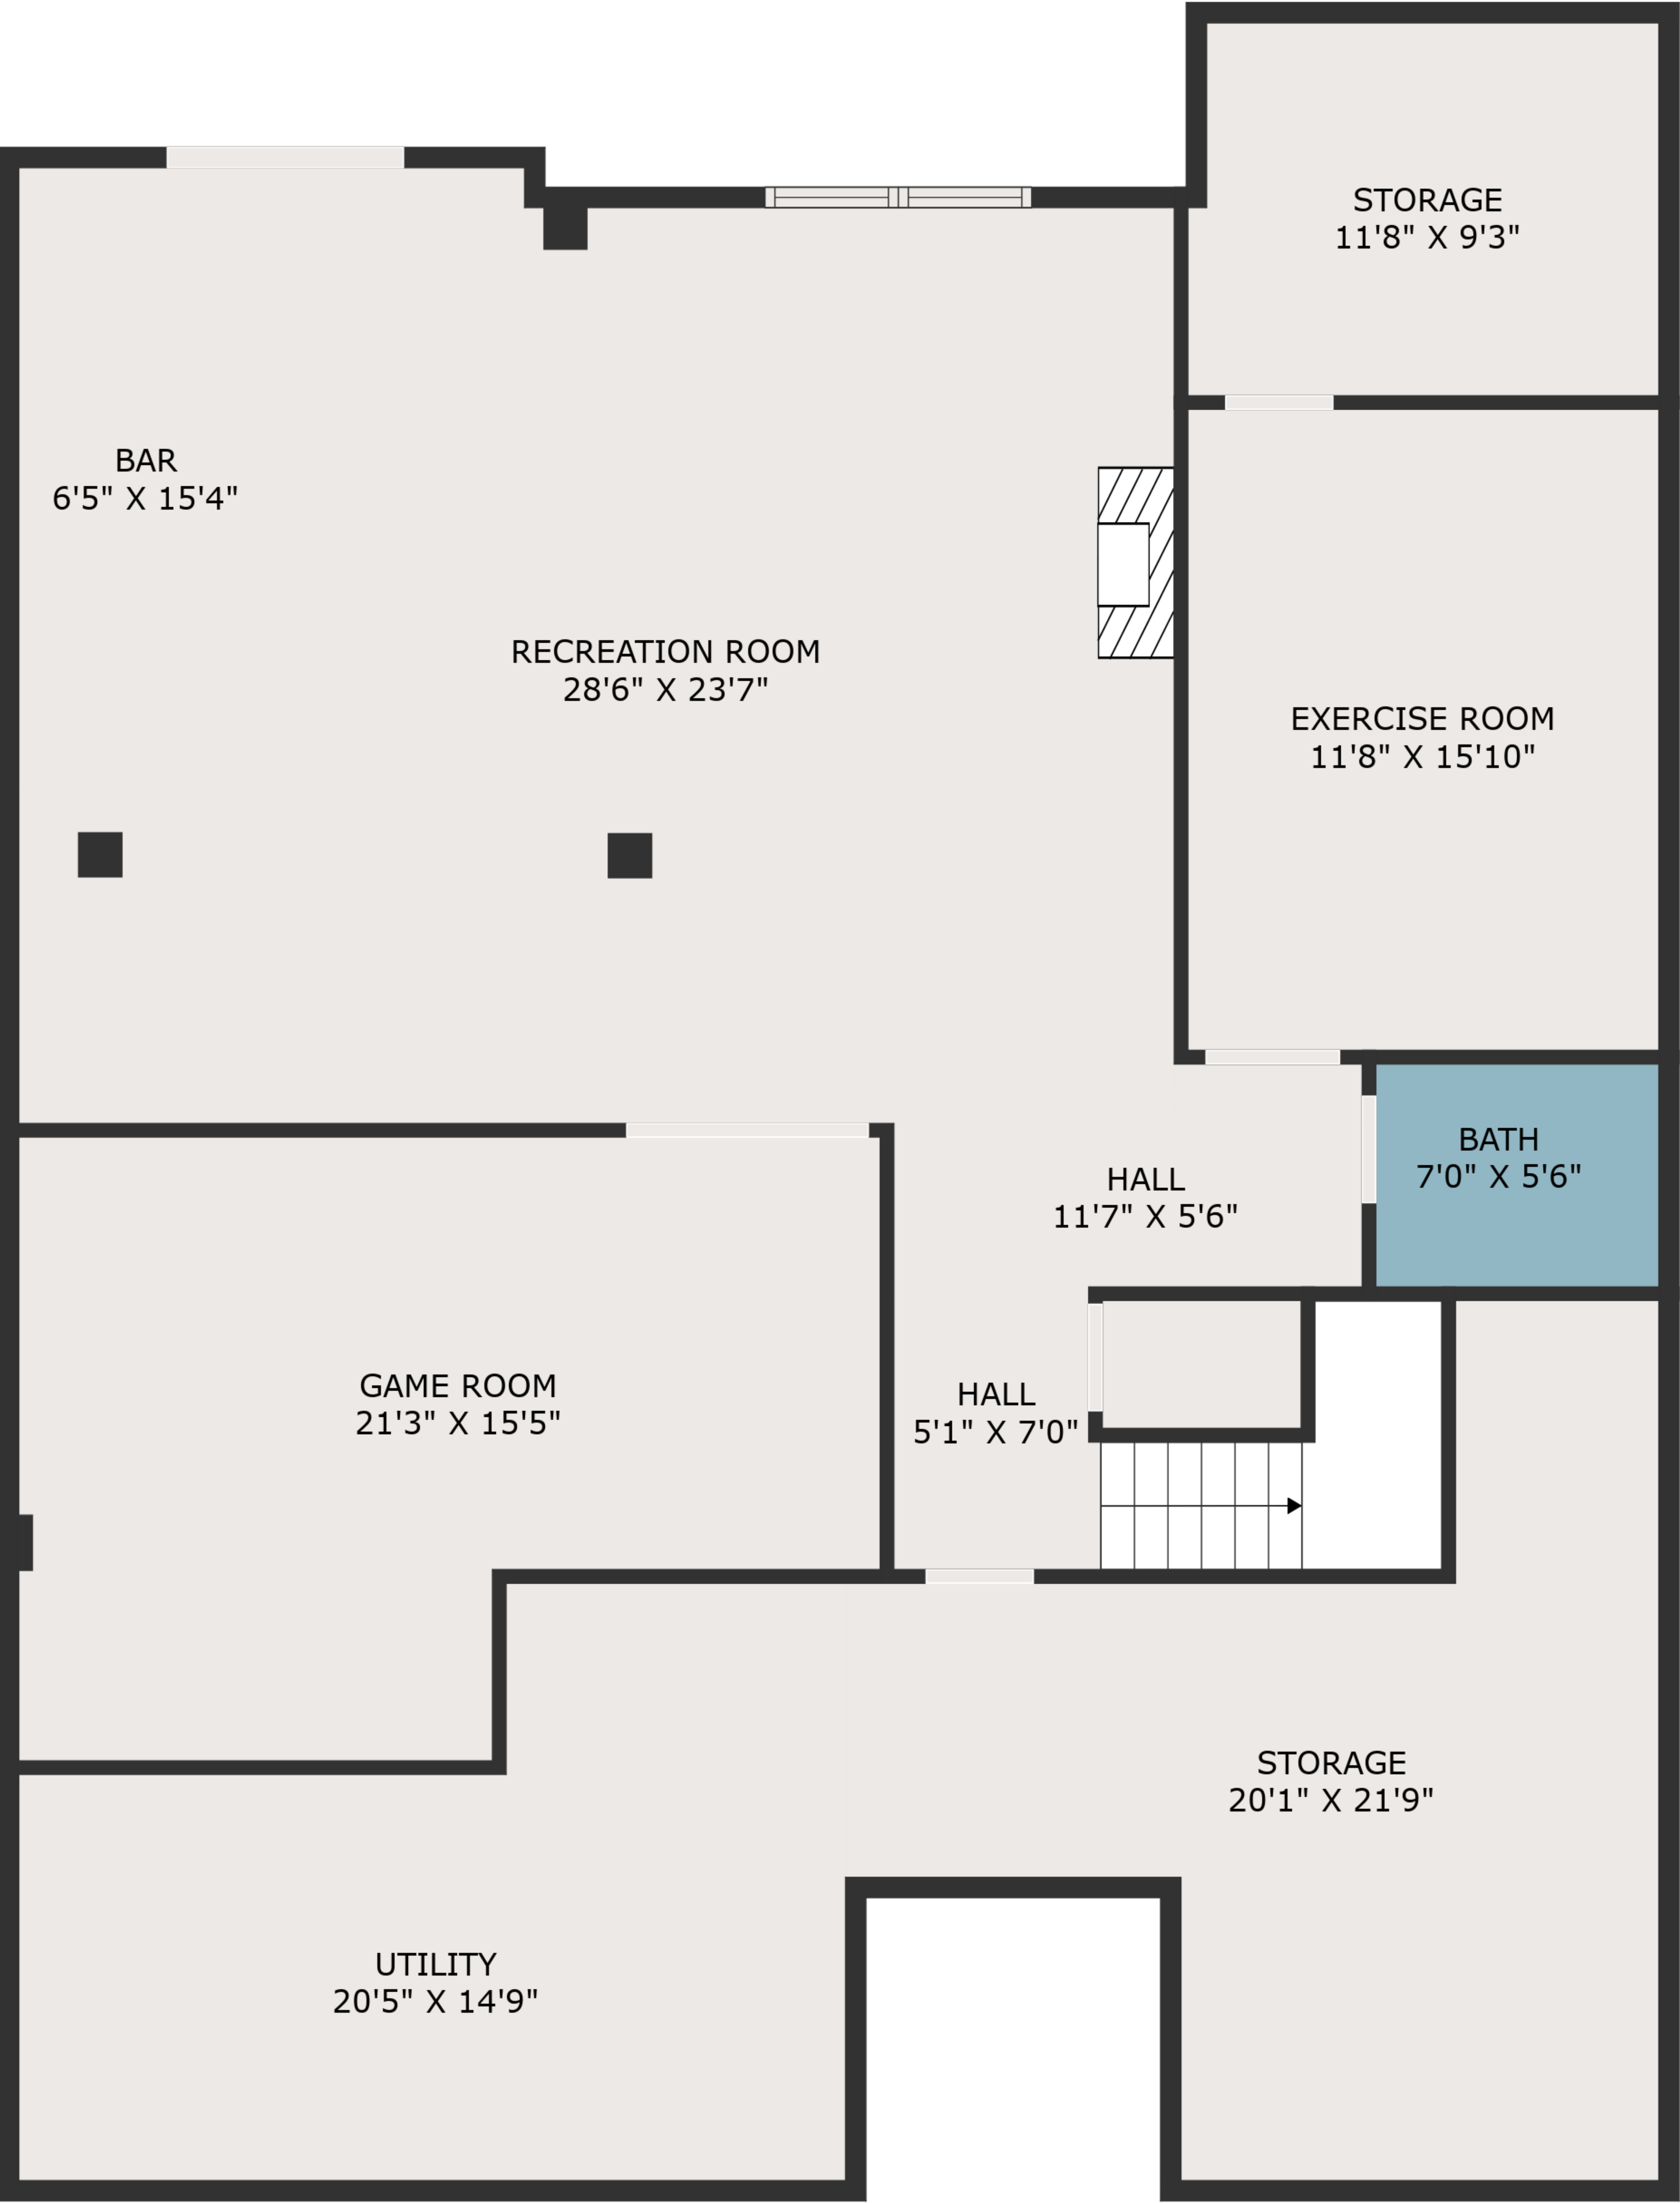 STORAGE
11'8" X 9'3"
BAR
6'5" X 15'4"
RECREATION ROOM
28'6" X 23'7"
EXERCISE ROOM
11'8" X 15'10"
BATH
7'0" X 5'6"
HALL
11'7" X 5'6"
GAME ROOM
21'3" X 15'5"
HALL
5'1" X 7'0"
STORAGE
20'1" X 21'9"
UTILITY
20'5" X 14'9"